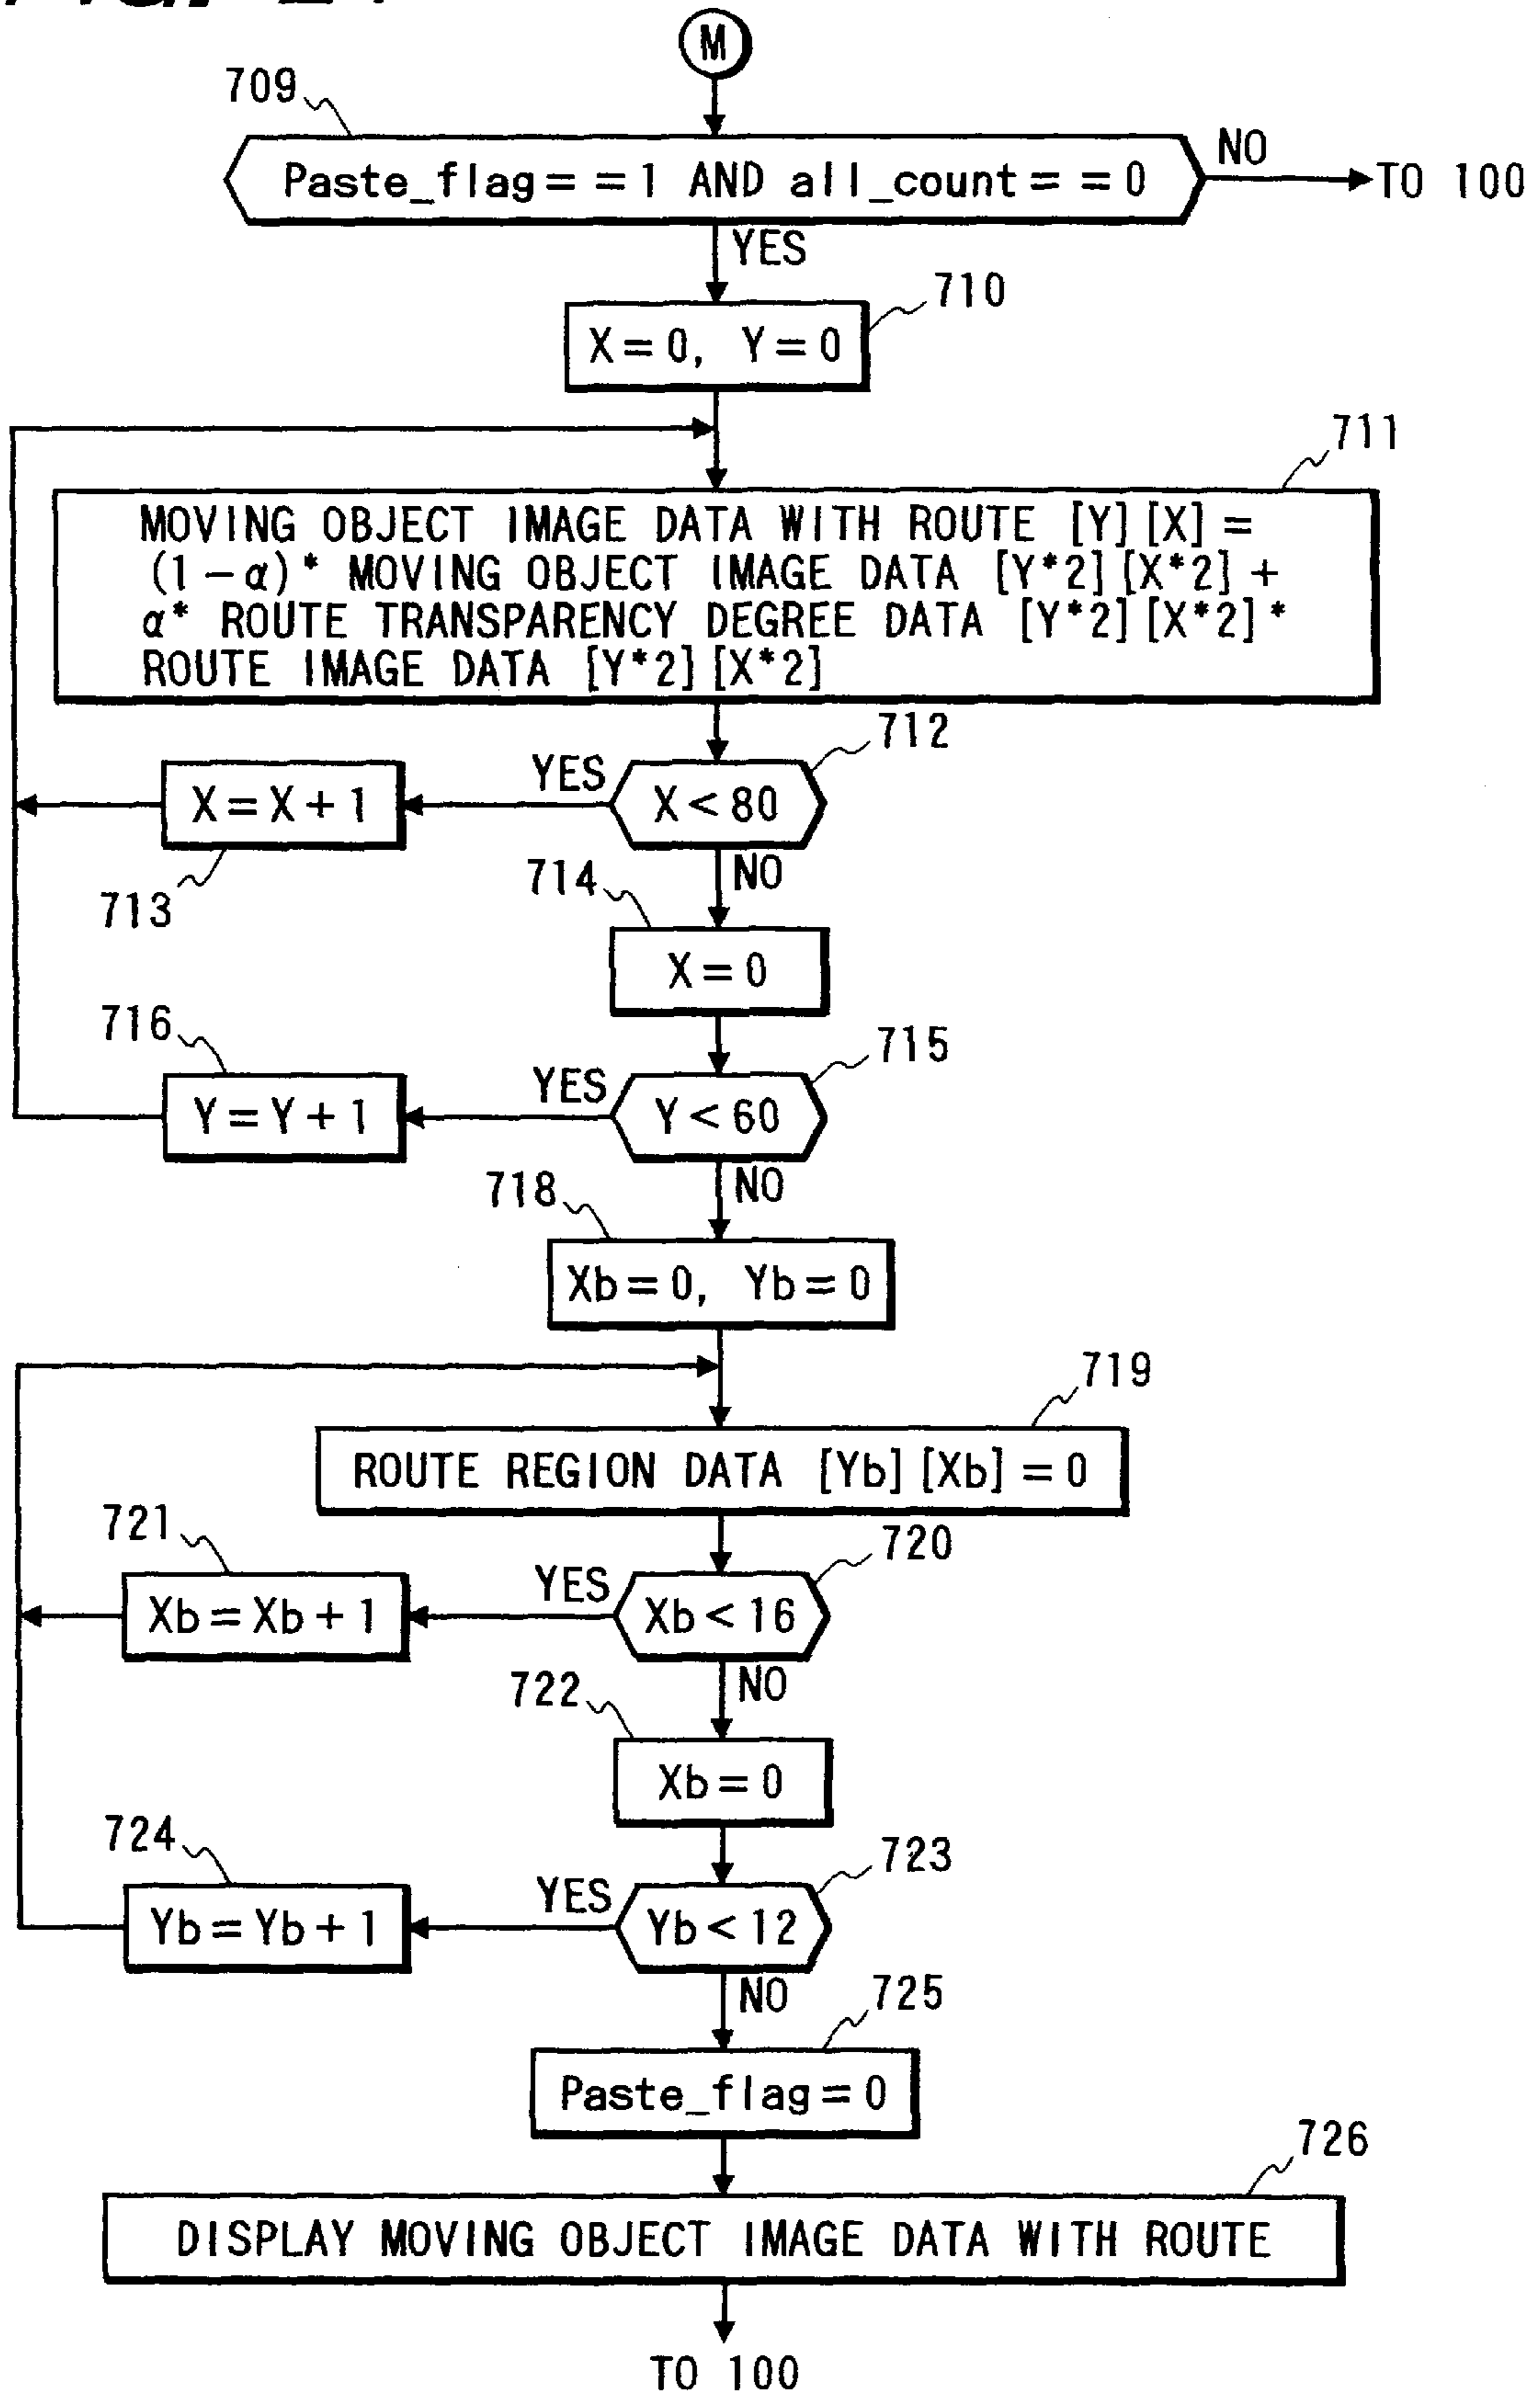 M
709
Paste_flag= =1 AND all_count= =0
NO
TO 100
YES
710
X=0, Y=0
711
MOVING OBJECT IMAGE DATA WITH ROUTE [Y][X]=
(1-α)* MOVING OBJECT IMAGE DATA [Y*2][X*2]+
α* ROUTE TRANSPARENCY DEGREE DATA [Y*2][X*2]*
ROUTE IMAGE DATA [Y*2][X*2]
712
X=X+1
YES
X<80
713
714
NO
X=0
716
715
Y=Y+1
YES
Y<60
718
NO
Xb=0, Yb=0
719
ROUTE REGION DATA [Yb][Xb]=0
721
720
Xb=Xb+1
YES
Xb<16
722
NO
Xb=0
724
723
Yb=Yb+1
YES
Yb<12
NO
725
Paste_flag=0
726
DISPLAY MOVING OBJECT IMAGE DATA WITH ROUTE
TO 100